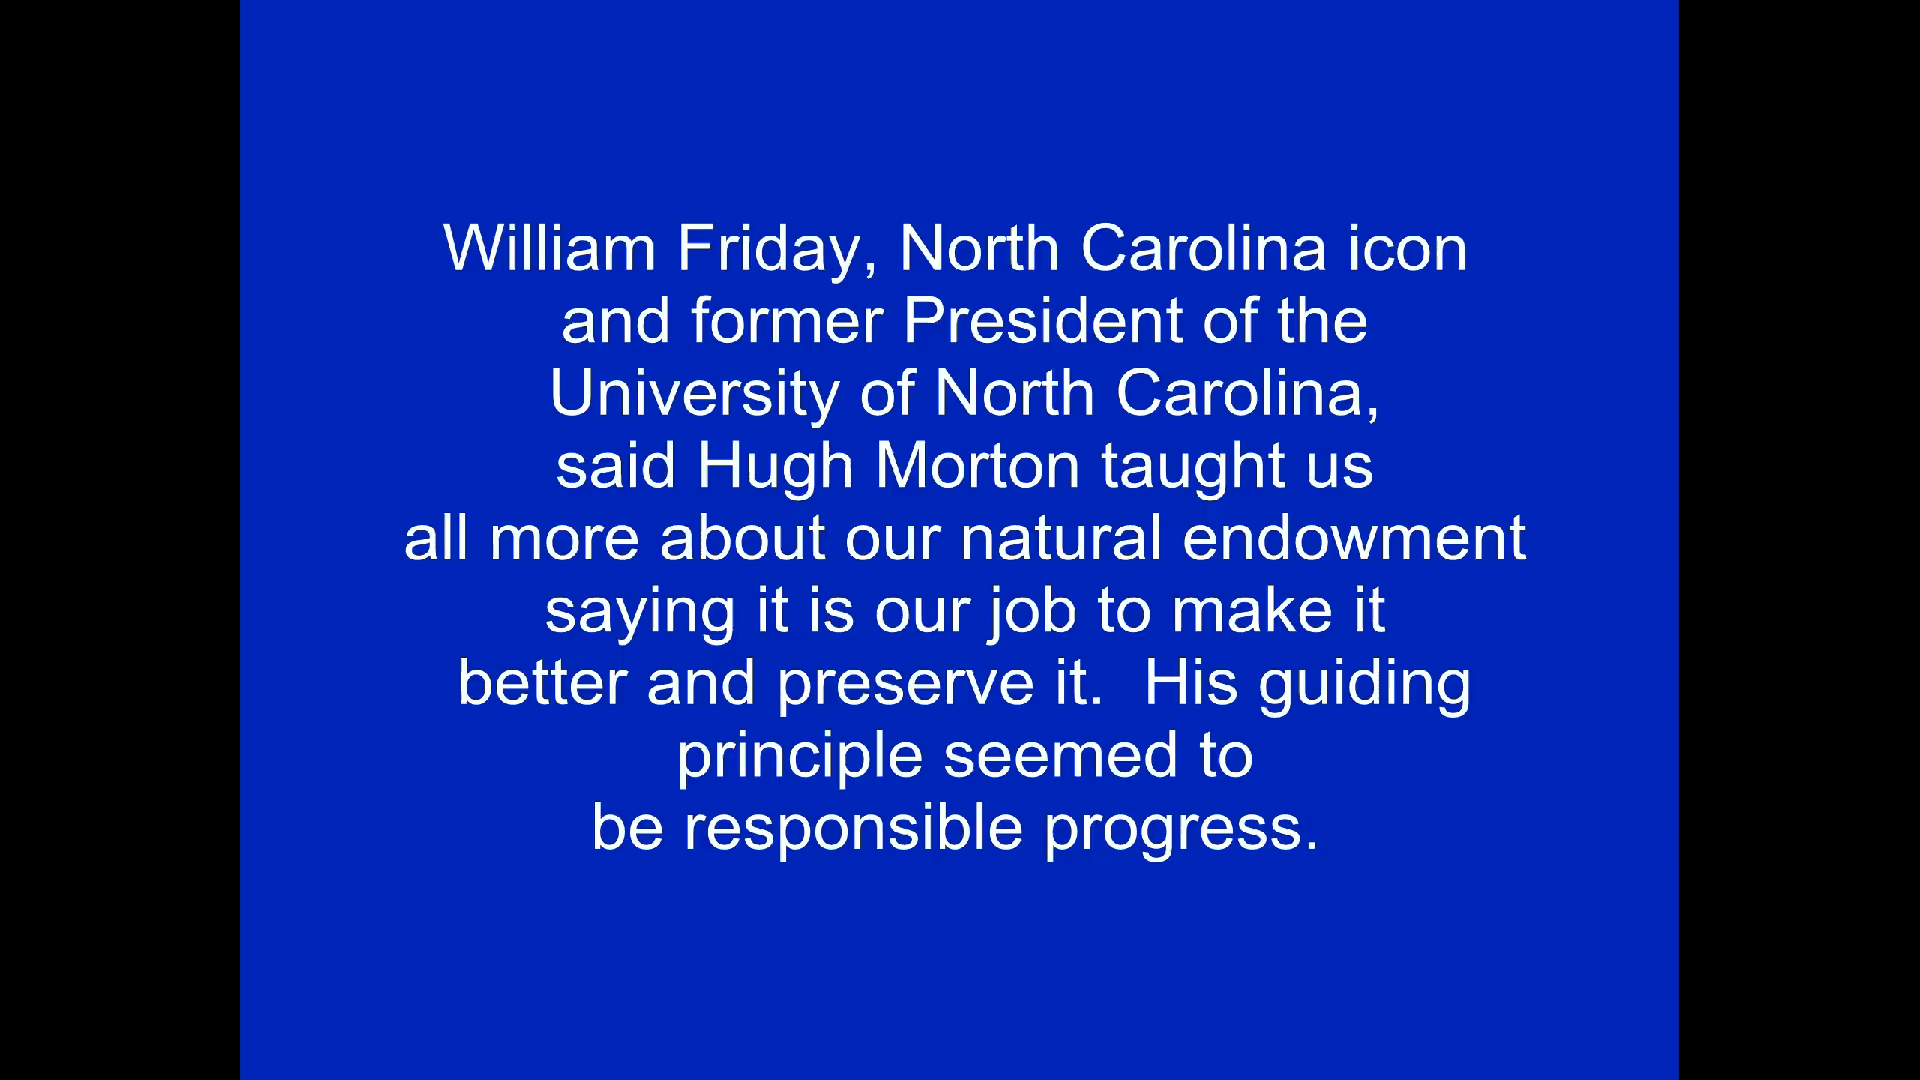 William Friday, North Carolina icon
and former President of the
University of North Carolina,
said Hugh Morton taught us
all more about our natural endowment
saying it is our job to make it
better and preserve it.  His guiding
principle seemed to
be responsible progress.